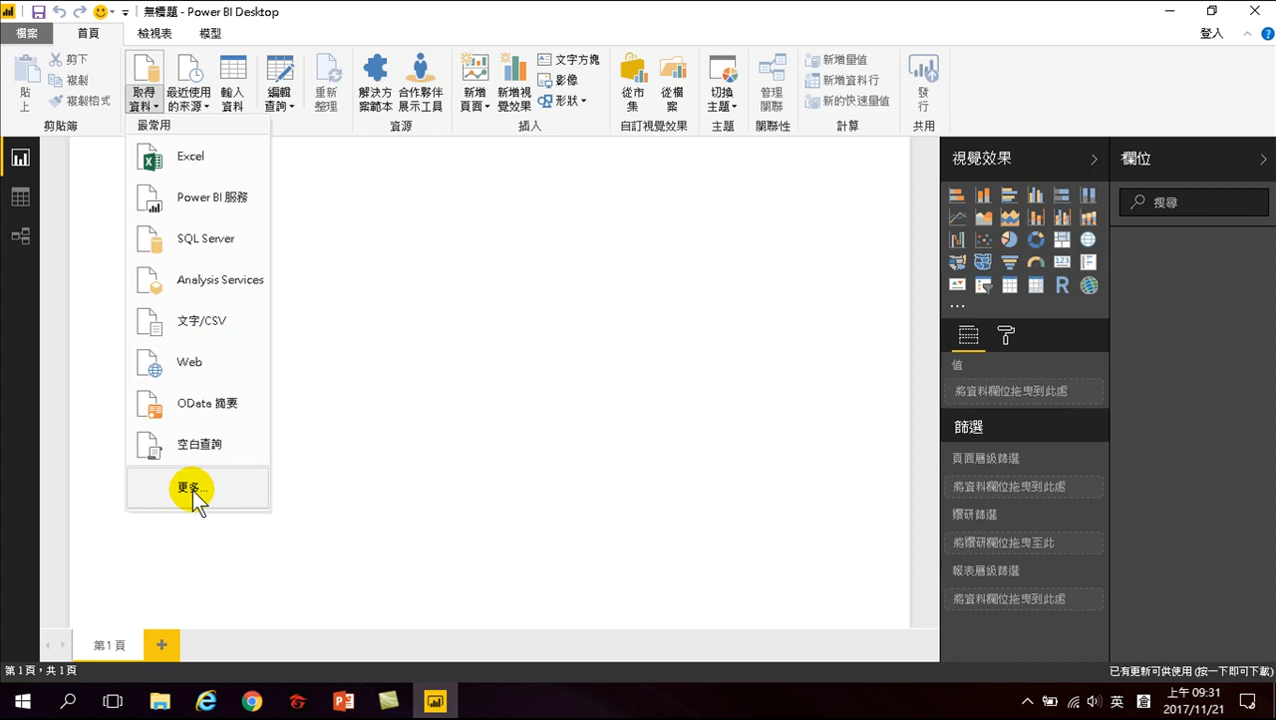 無標題 - Power BI Desktop
檔案
首頁
檢視表
模型
登入
貼
上
剪下
複製
複製格式
剪貼簿
取得
資料
最近使用
的來源
輸入
資料
編輯
查詢
重新
整理
解決方
案範本
合作夥伴
展示工具
資源
新增
頁面
新增視
覺效果
文字方塊
影像
形狀
插入
從市
集
從檔
案
自訂視覺效果
切換
主題
主題
管理
關聯
關聯性
新增量值
新增資料行
新的快速量值
計算
發
行
共用
最常用
Excel
Power BI 服務
SQL Server
Analysis Services
文字/CSV
Web
OData 摘要
空白查詢
更多...
視覺效果
值
將資料欄位拖曳到此處
篩選
頁面層級篩選
將資料欄位拖曳到此處
鑽研篩選
將鑽研欄位拖曳至此
報表層級篩選
將資料欄位拖曳到此處
欄位
搜尋
第1頁
第1頁,共1頁
已有更新可供使用 (按一下即可下載)
英
上午 09:31
2017/11/21